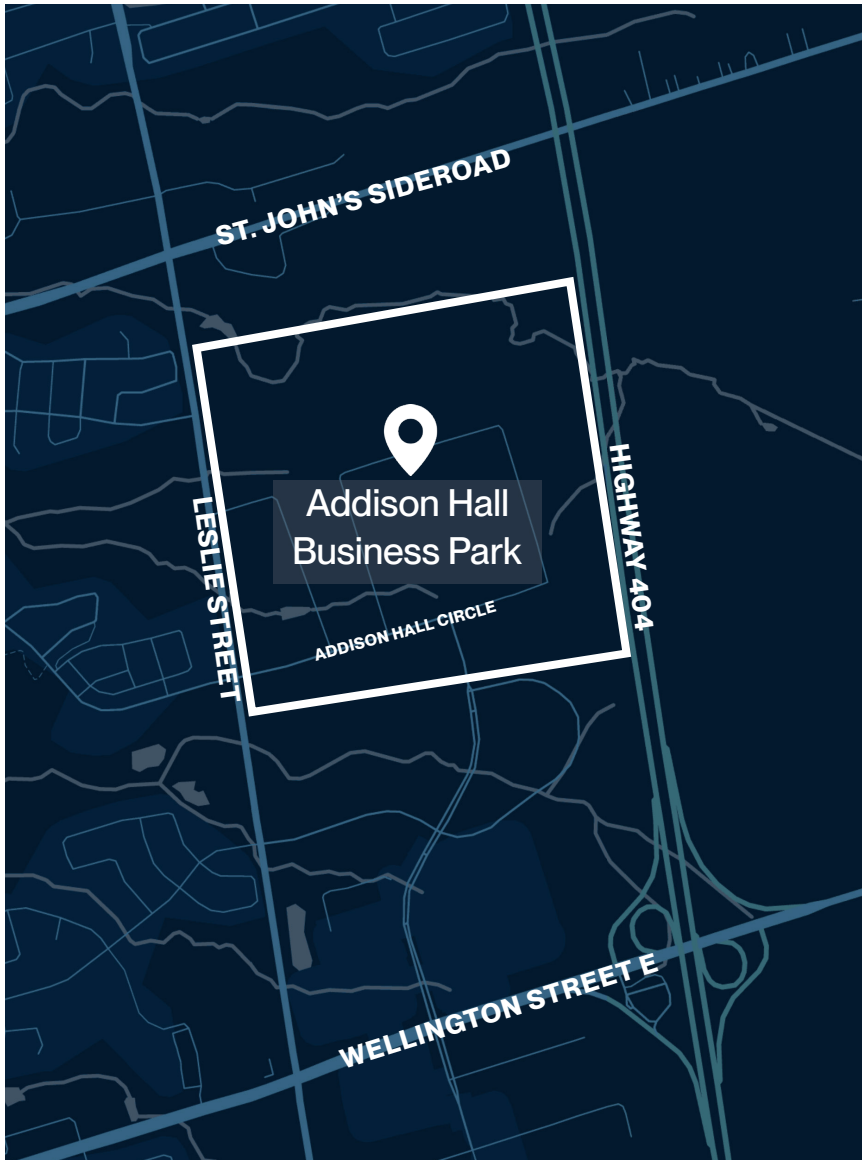 ST. JOHN'S SIDEROAD
Addison Hall
Business Park
HIGHWAY 404
LESLIE STREET
ADDISON HALL CIRCLE
WELLINGTON STREET E